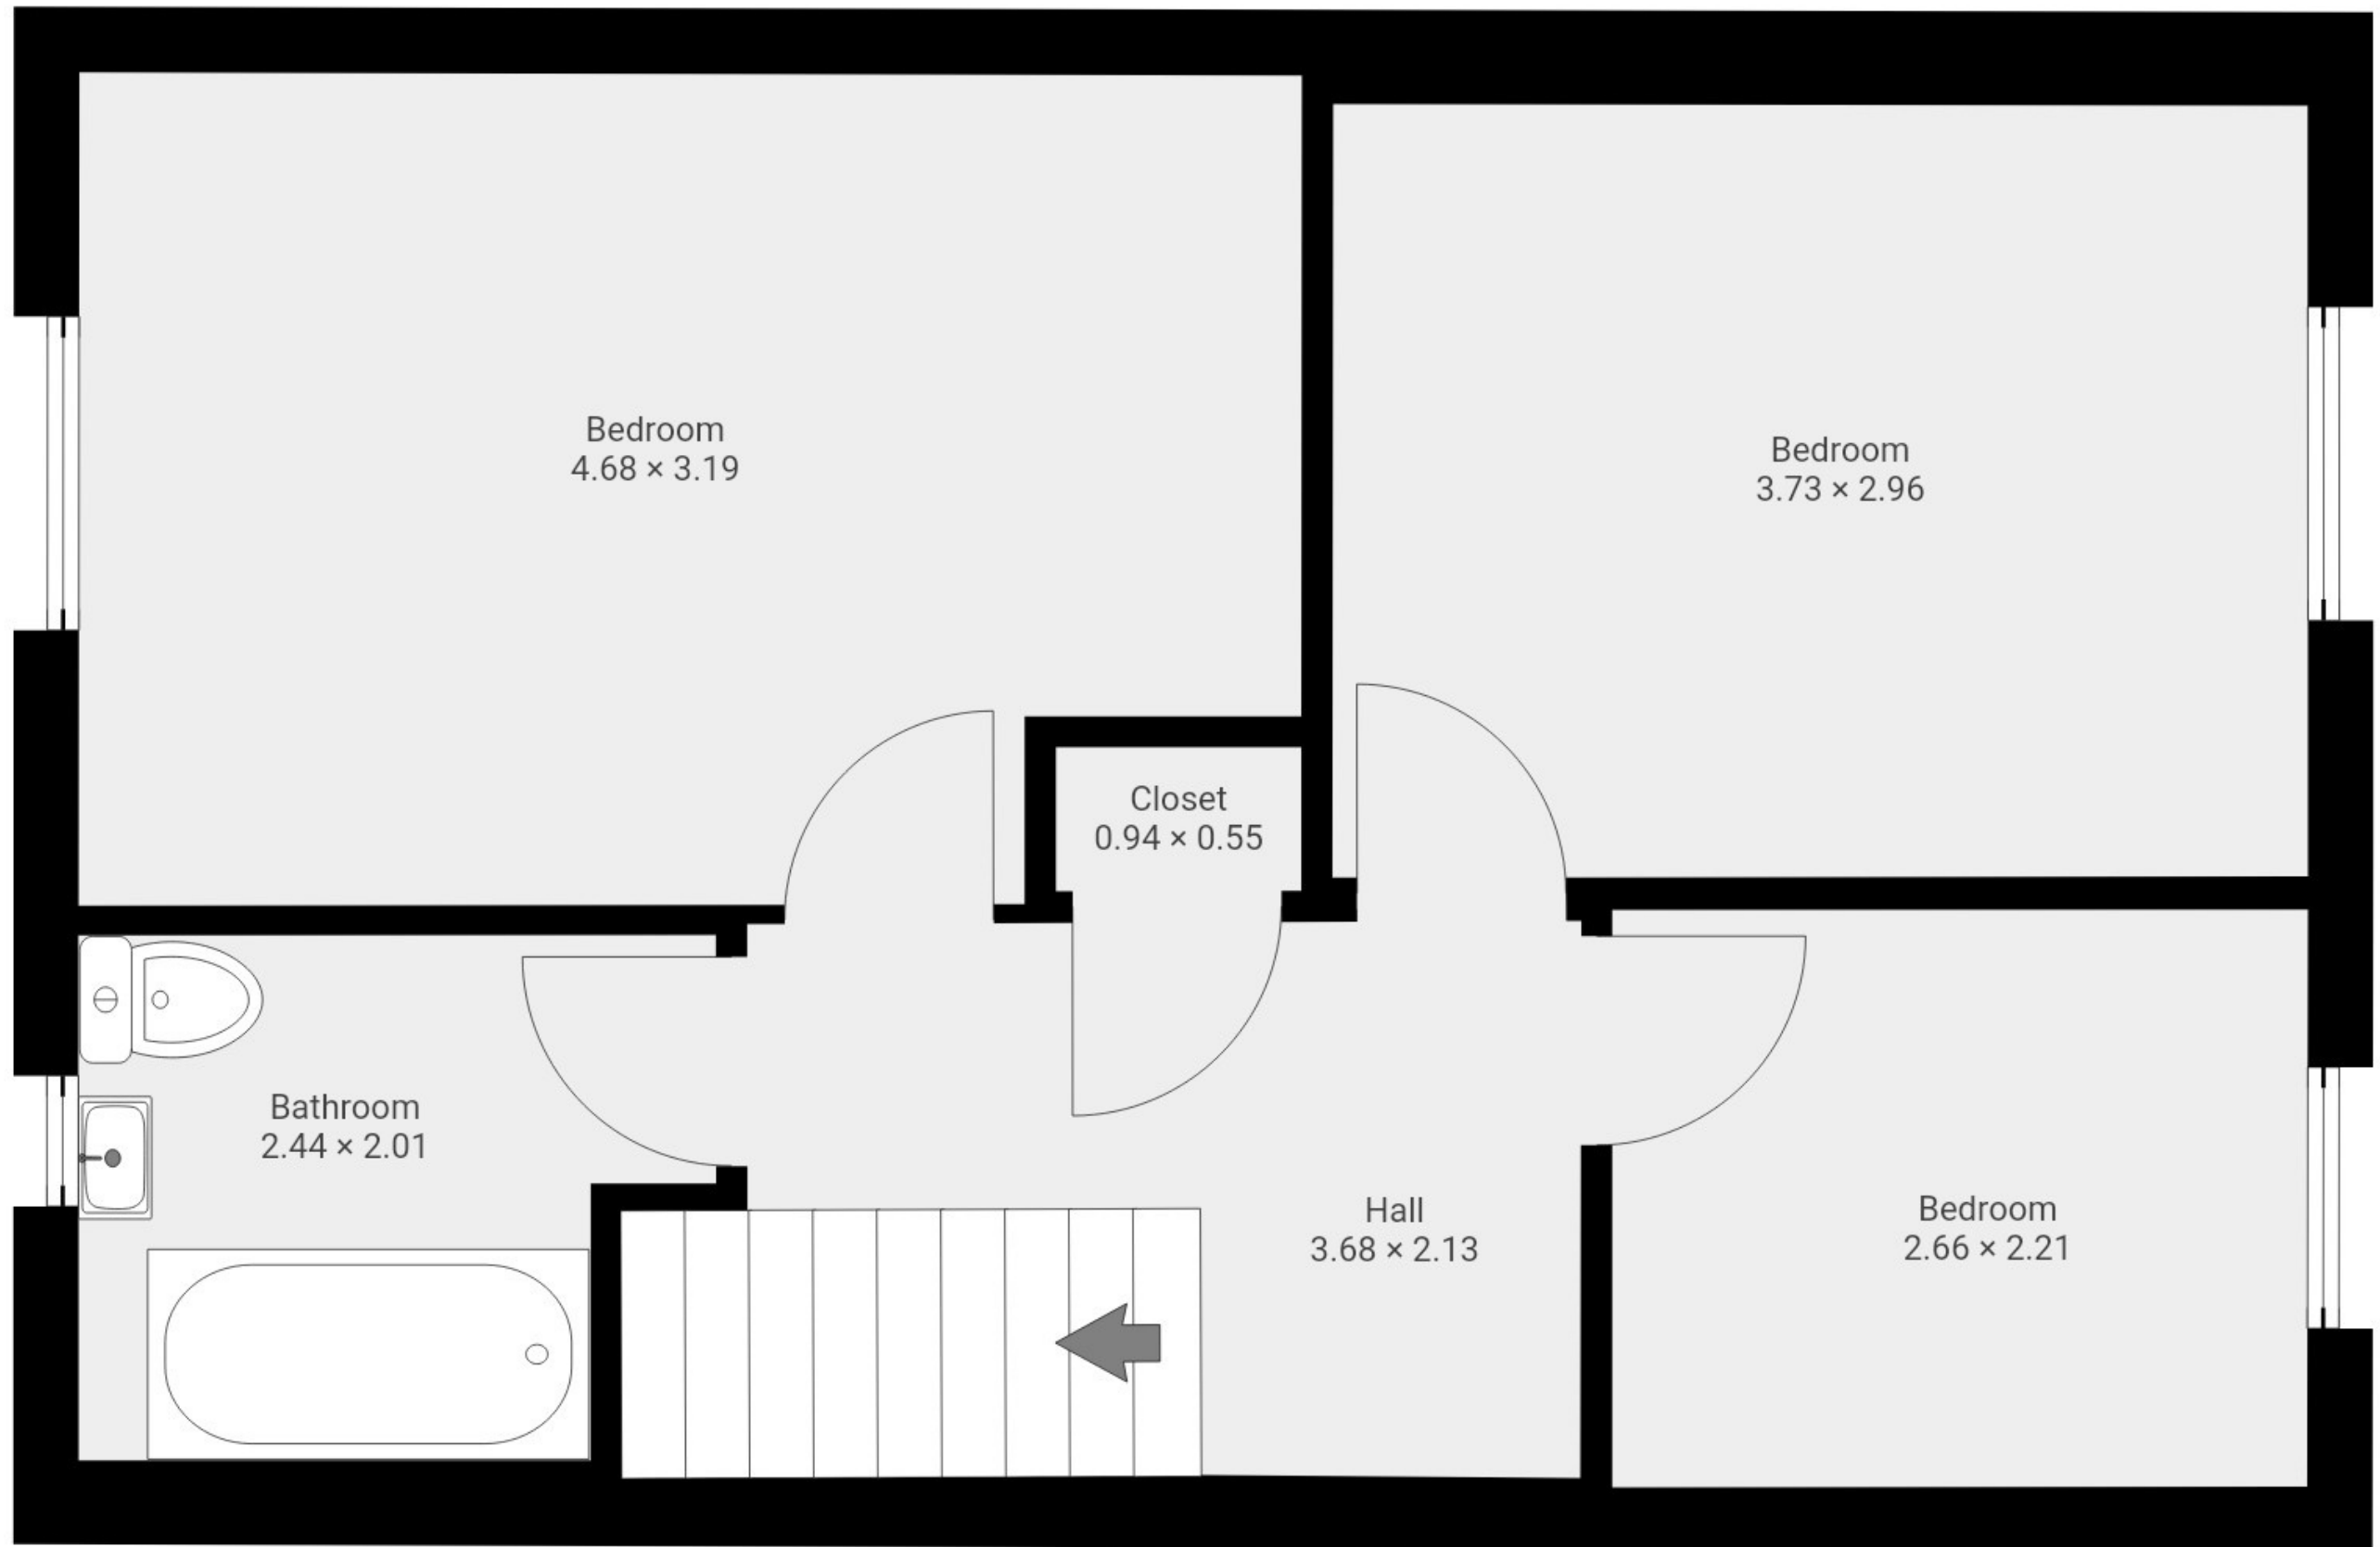 Bedroom
4.68 × 3.19
Bedroom
3.73 × 2.96
Closet
0.94 × 0.55
Bathroom
2.44 × 2.01
Hall
3.68 × 2.13
Bedroom
2.66 × 2.21